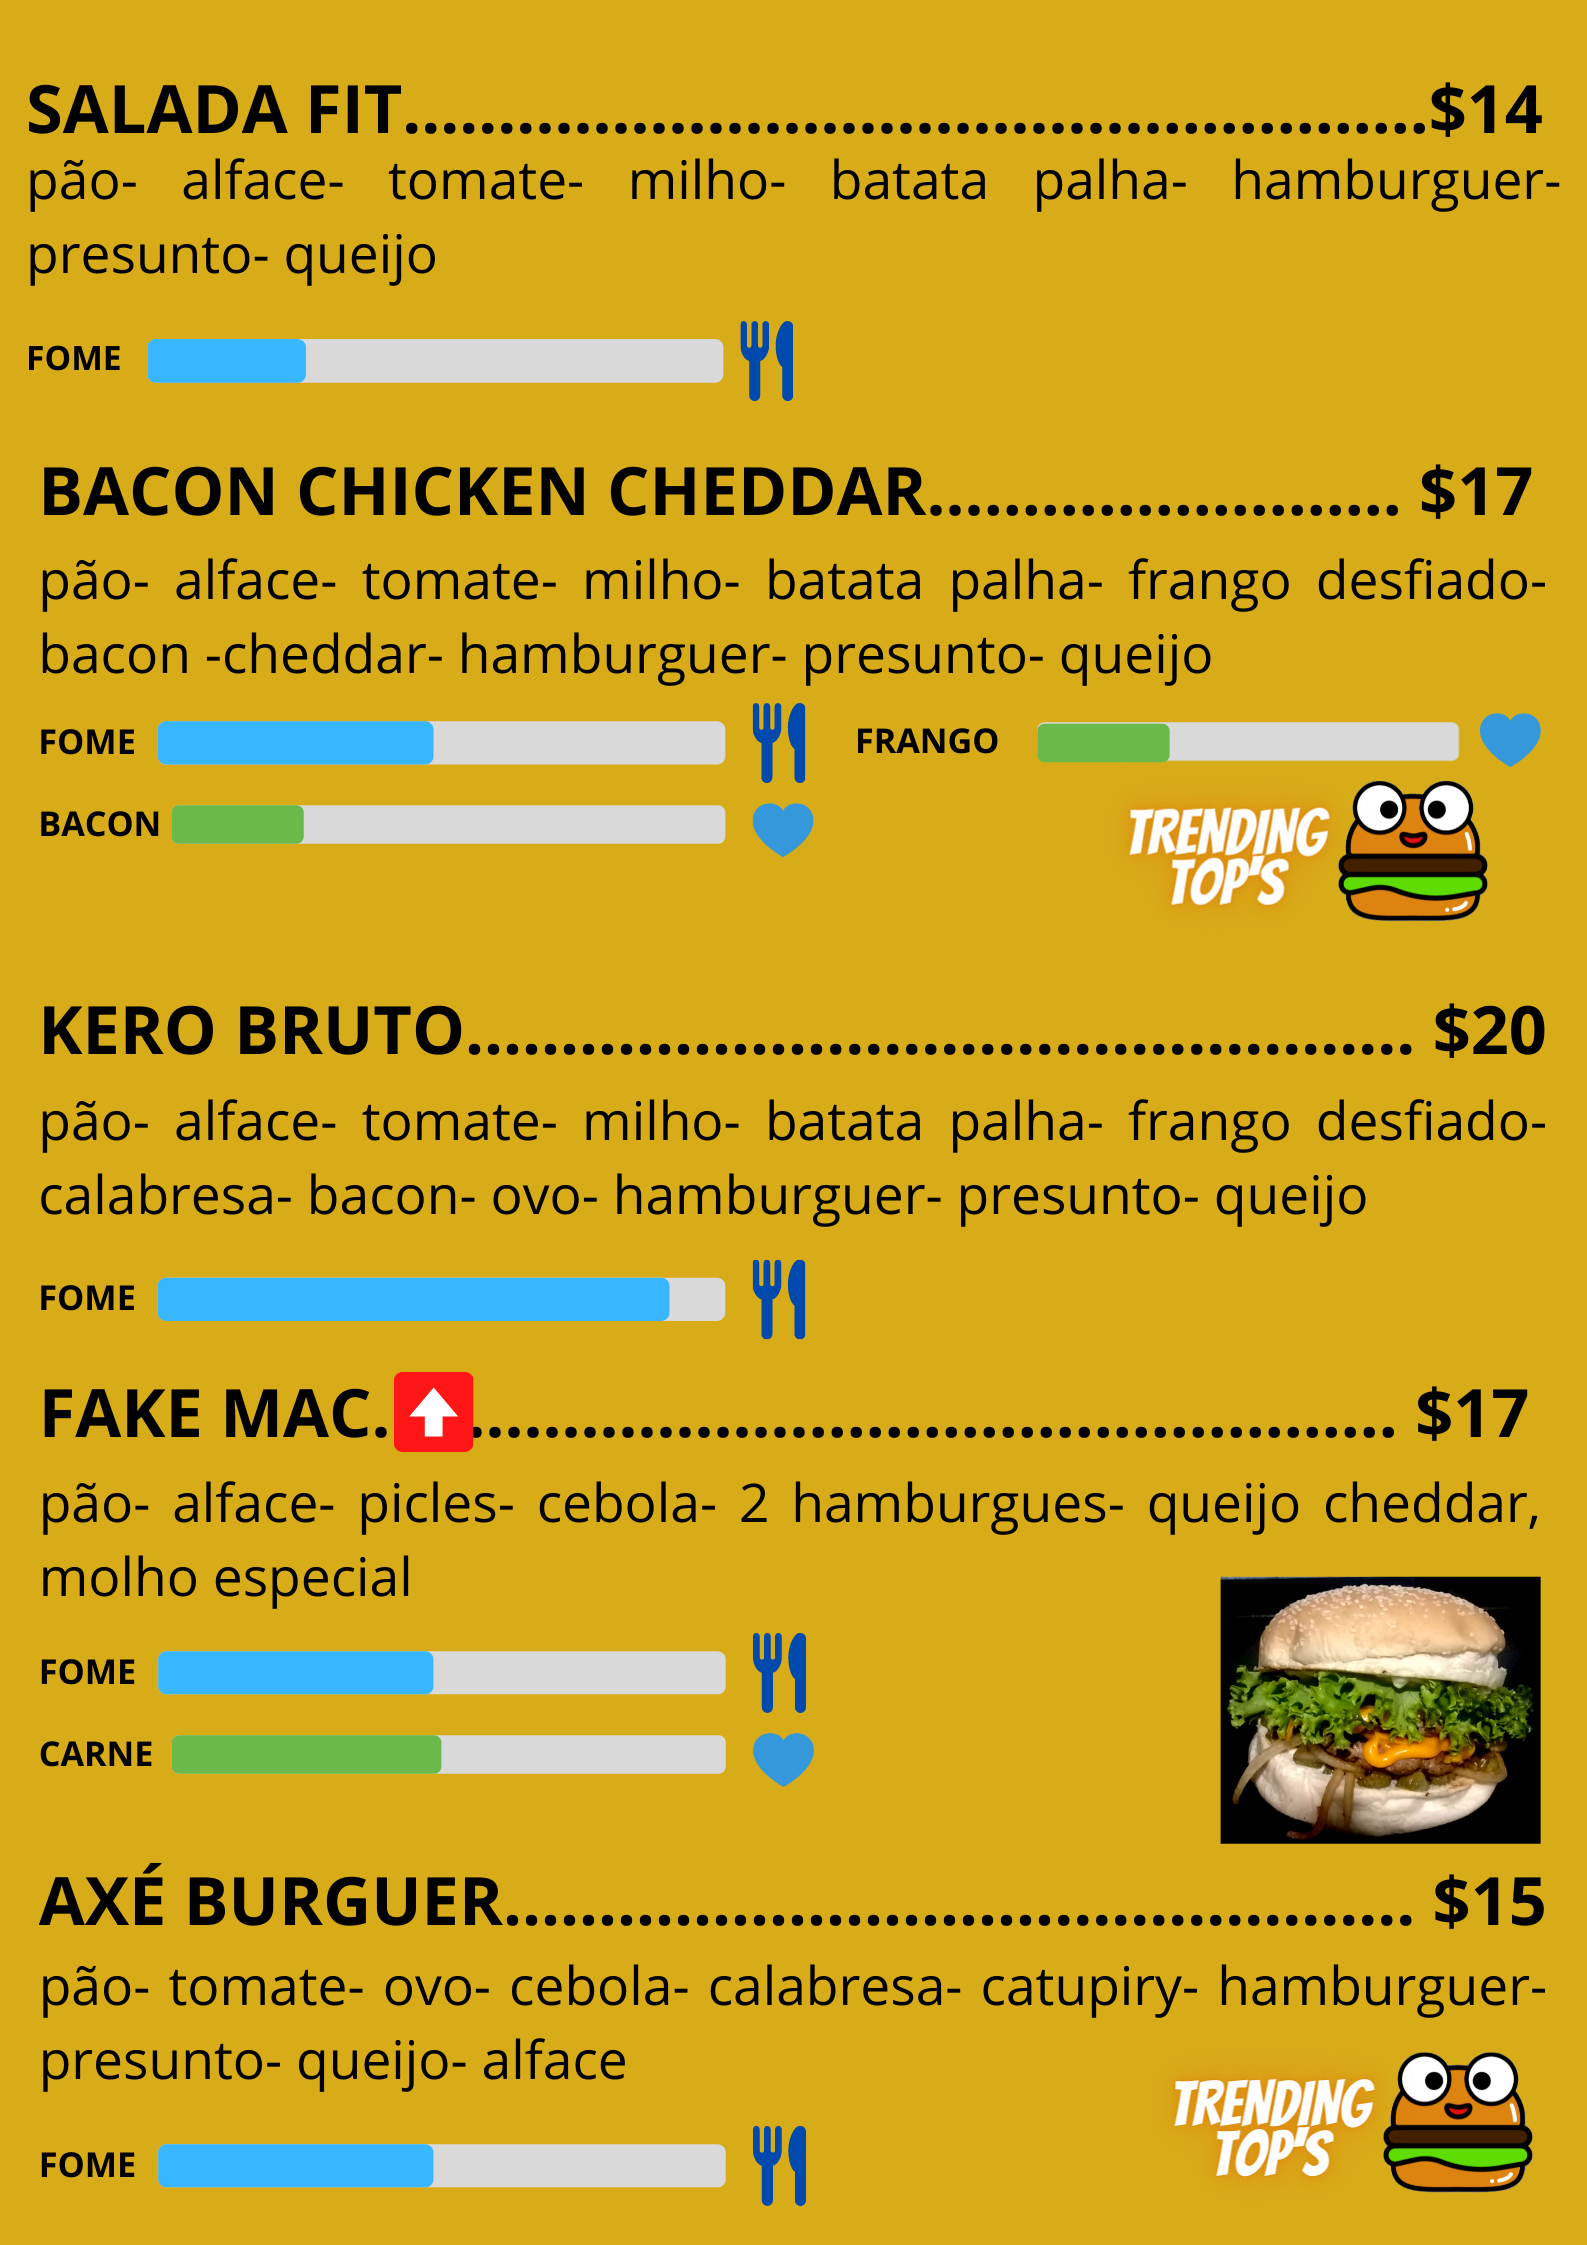 SALADA FIT......................................................$14
pão- alface- tomate- milho- batata palha- hamburguer-
presunto- queijo
FOME
BACON CHICKEN CHEDDAR......................... $17
pão- alface- tomate- milho- batata palha- frango desfiado-
bacon -cheddar- hamburguer- presunto- queijo
FOME
FRANGO
BACON
TRENDING
TOP'S
KERO BRUTO.................................................. $20
pão- alface- tomate- milho- batata palha- frango desfiado-
calabresa- bacon- ovo- hamburguer- presunto- queijo
FOME
FAKE MAC...................................................... $17
pão- alface- picles- cebola- 2 hamburgues- queijo cheddar,
molho especial
FOME
CARNE
AXÉ BURGUER................................................ $15
pão- tomate- ovo- cebola- calabresa- catupiry- hamburguer-
presunto- queijo- alface
TRENDING
TOP'S
FOME